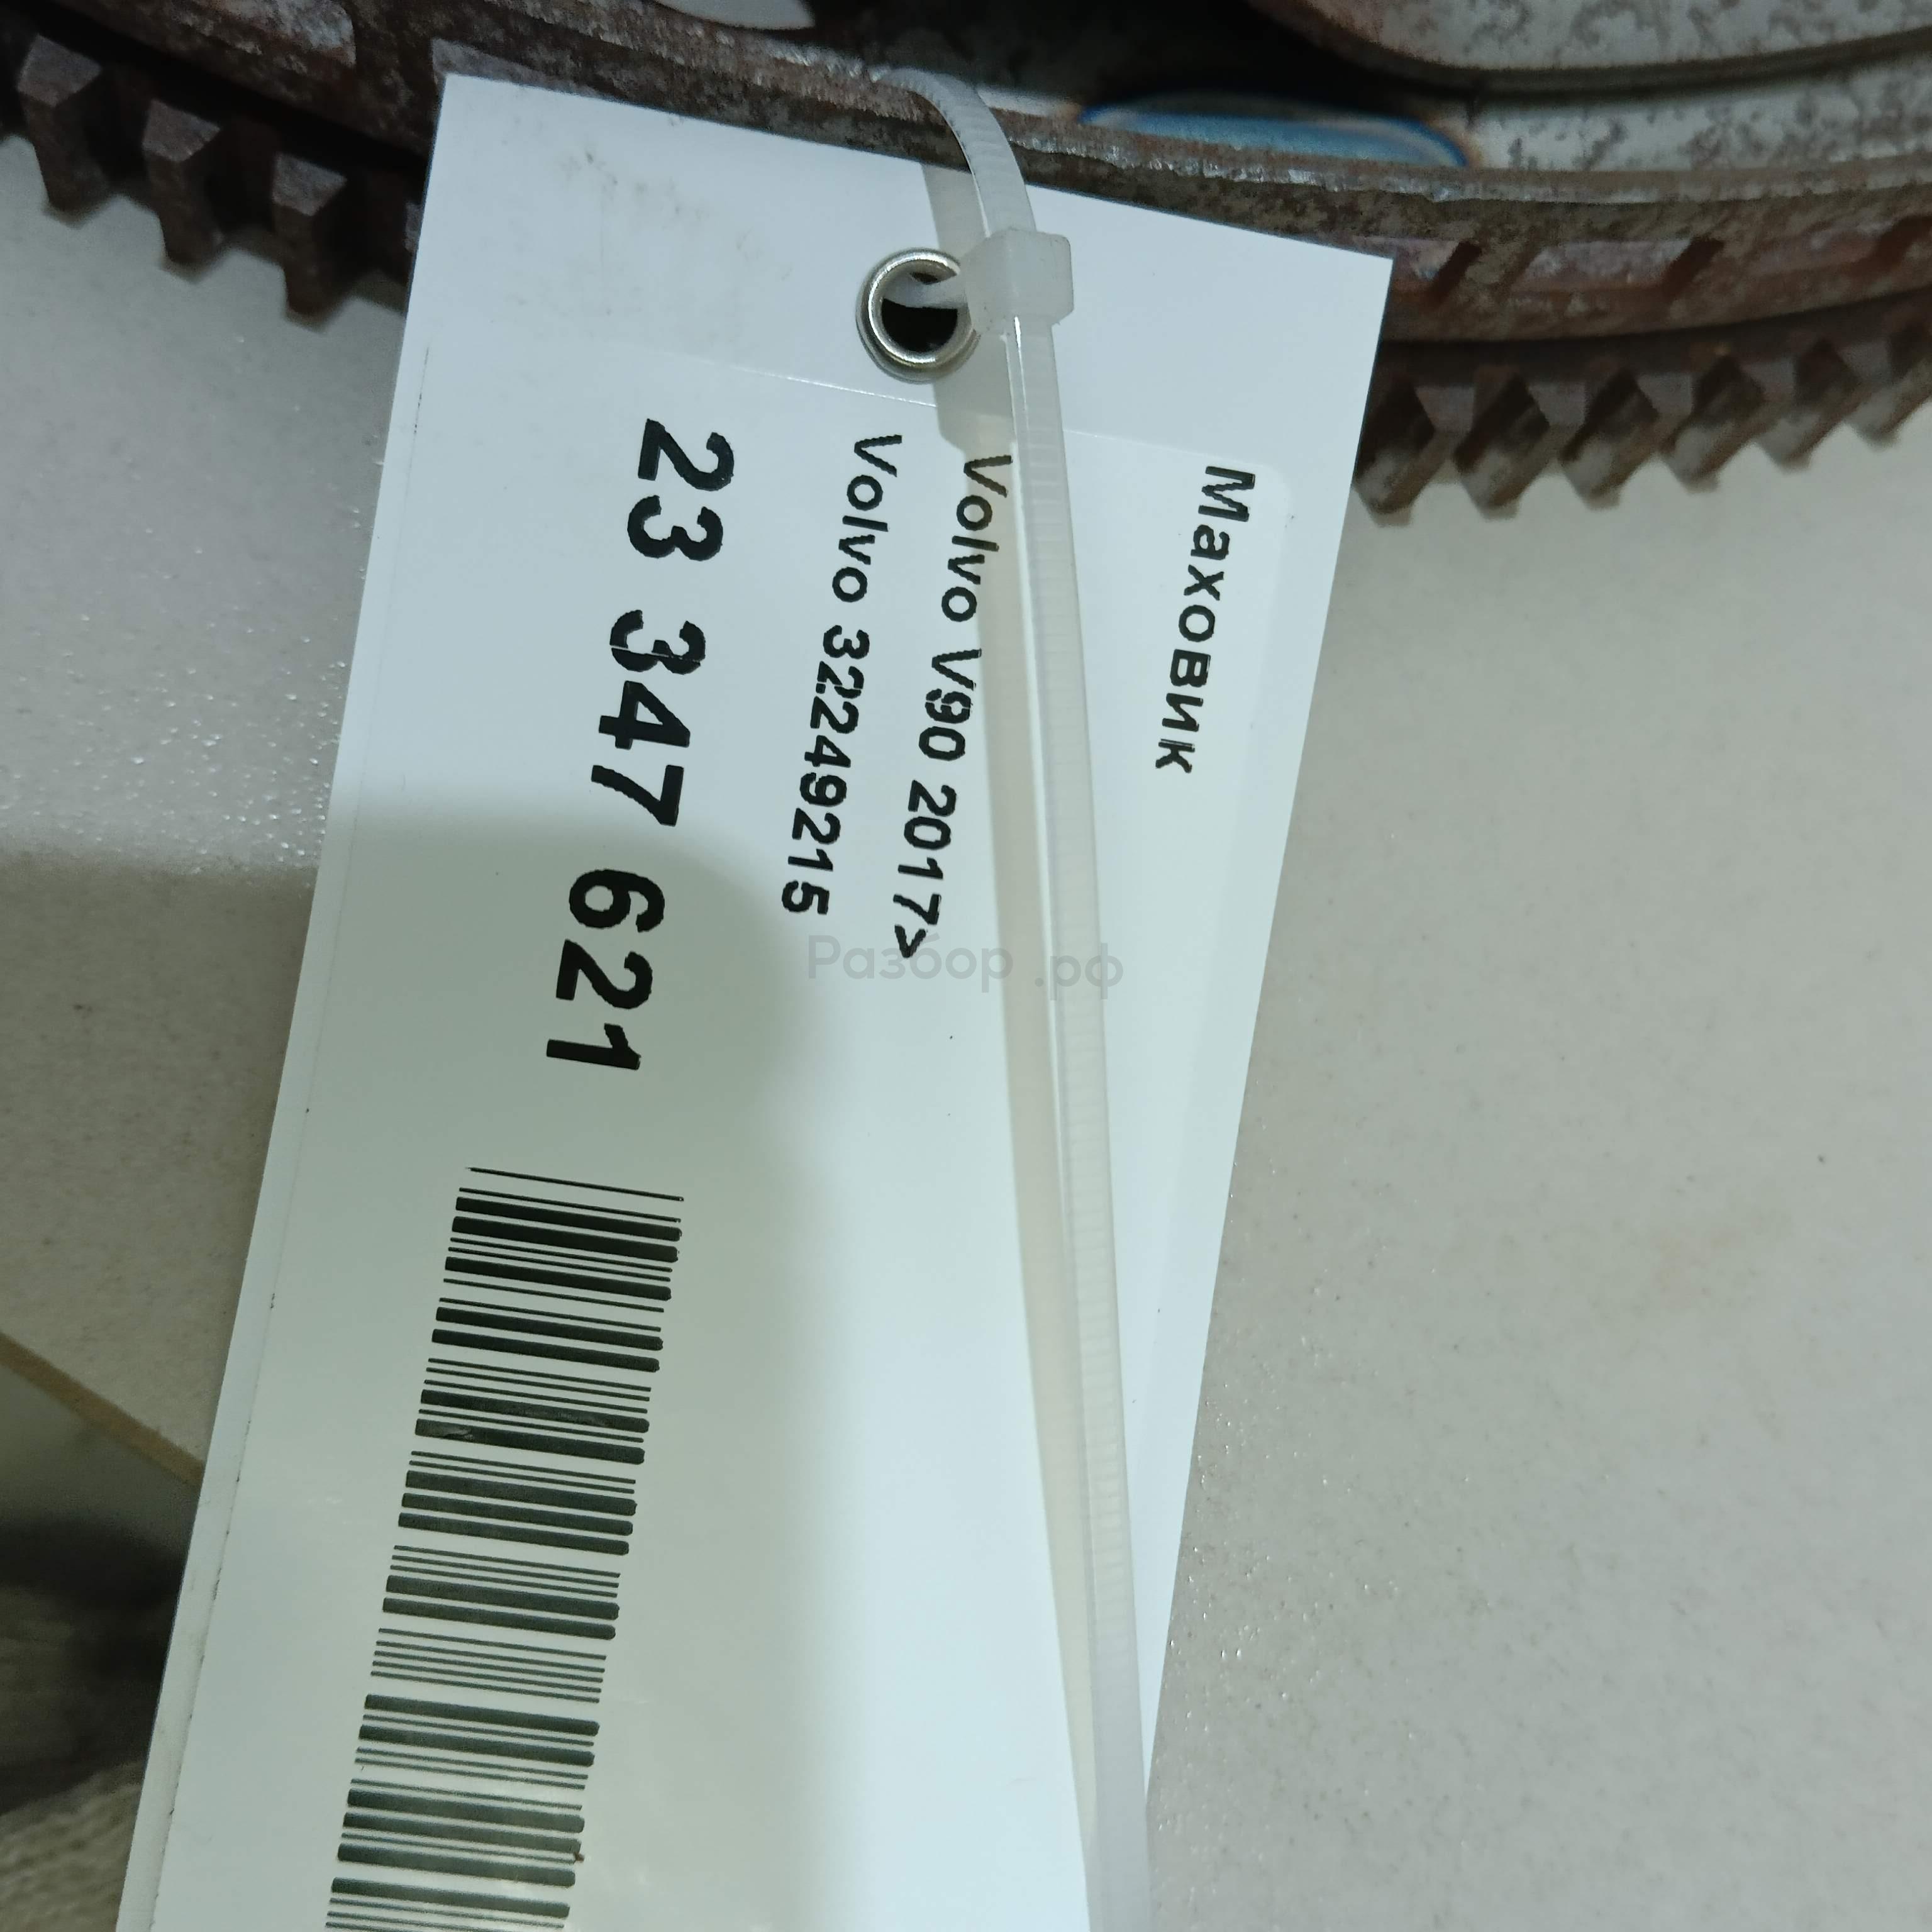 Маховик
Volvo V90 2017>
Volvo 32249215
23 347 621
Разбор.рф